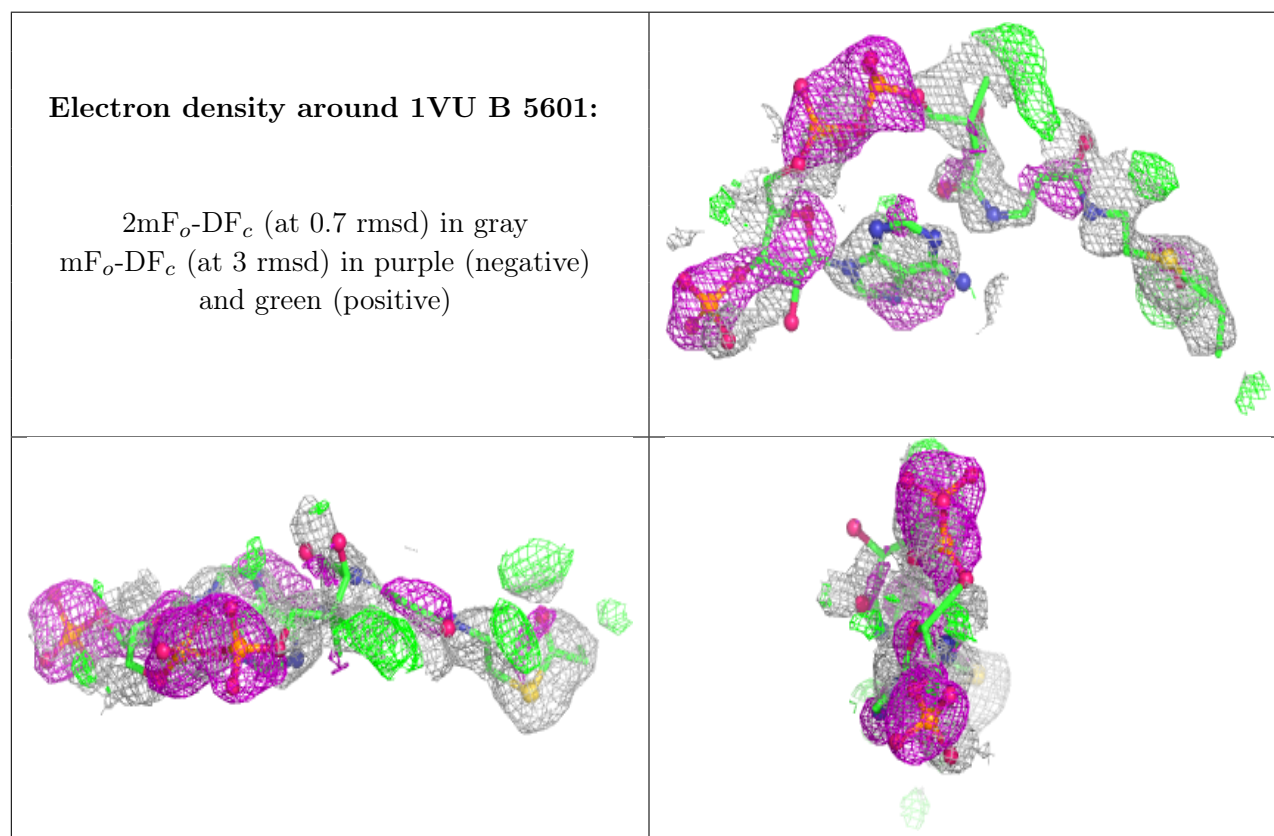 Electron density around 1VU B 5601:
2mFo-DFc (at 0.7 rmsd) in gray
mFo-DFc (at 3 rmsd) in purple (negative)
and green (positive)